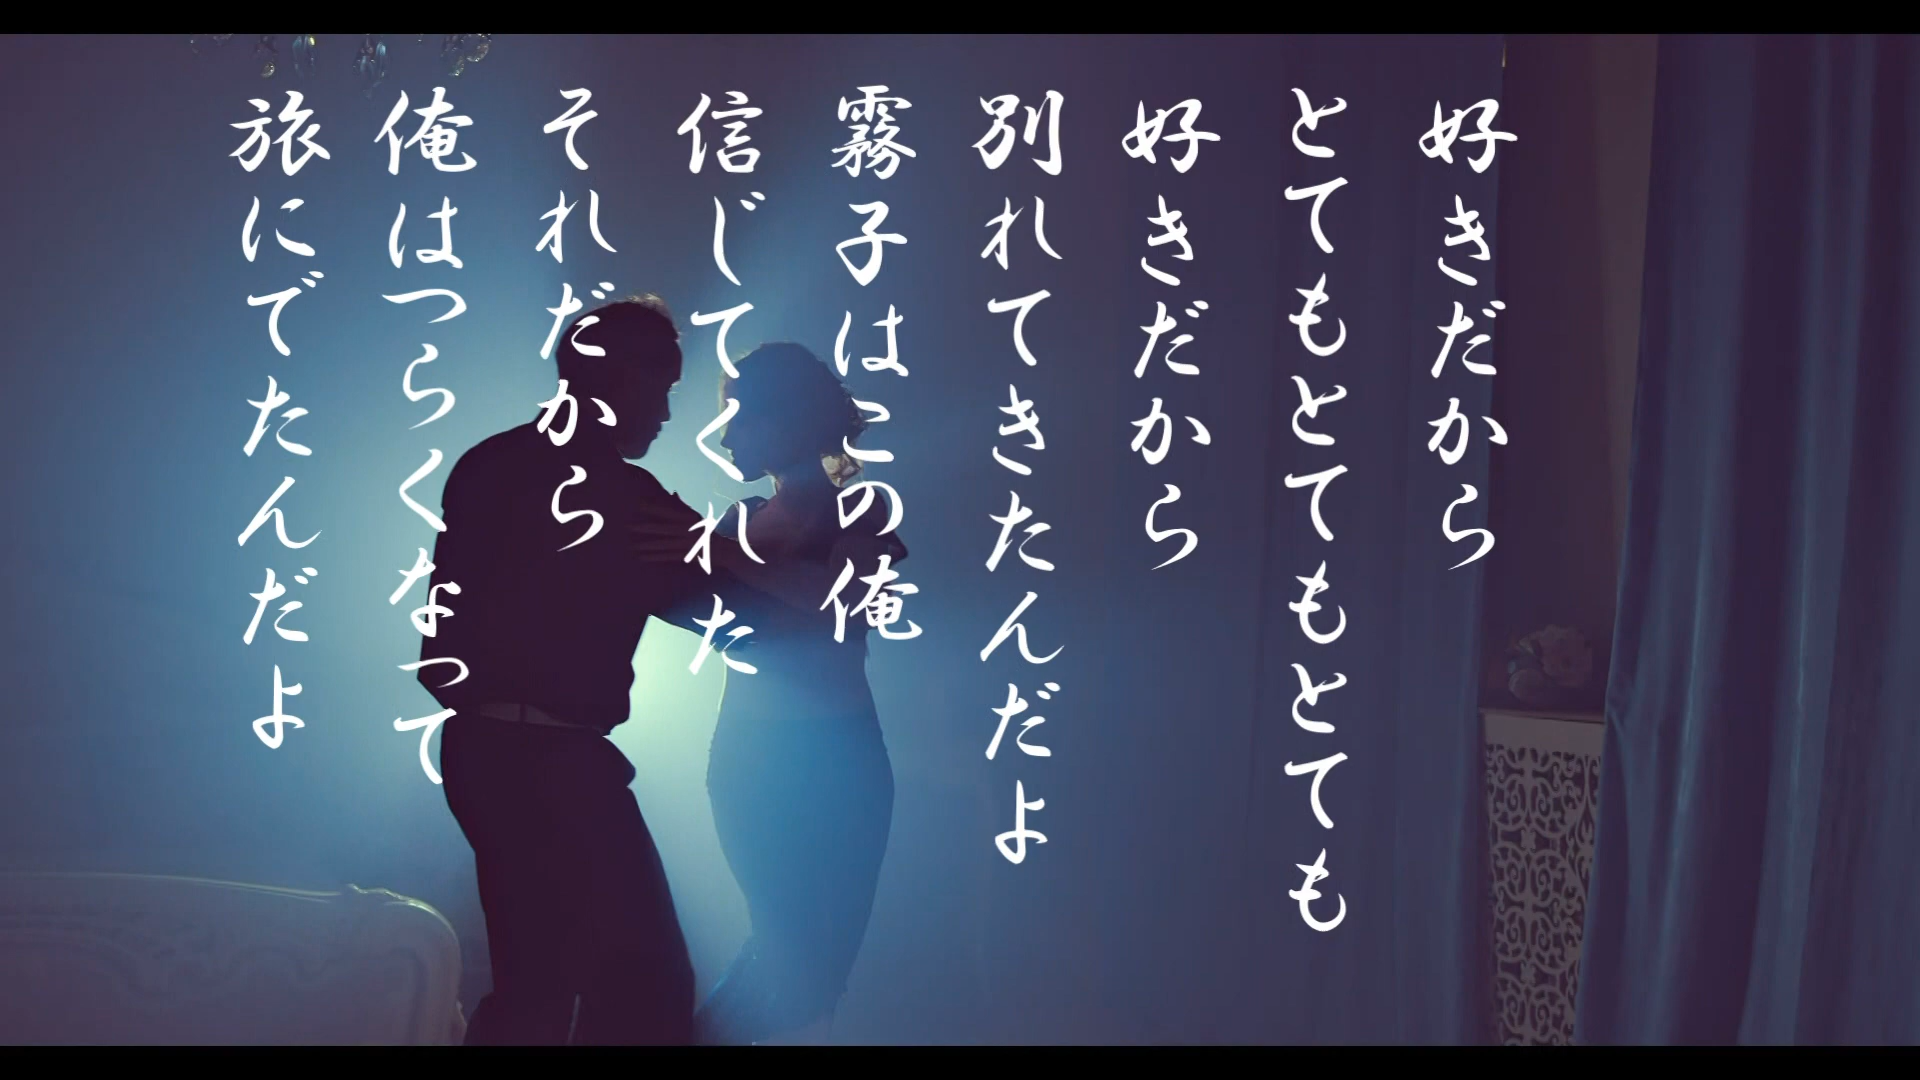 好きだから
とてもとてもとても
好きだから
別れてきたんだよ
霧子はこの俺
信じてくれた
それだから
俺はつらくなって
旅にでたんだよ